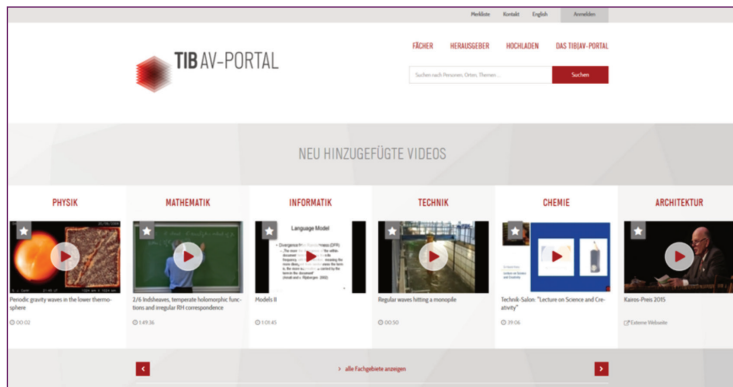 Merkliste Kontakt English Anmelden
TIB AV-PORTAL
FÄCHER HERAUSGEBER HOCHLADEN DAS TIB|AV-PORTAL
Suchen nach Personen, Orten, Themen ... Suchen
NEU HINZUGEFÜGTE VIDEOS
PHYSIK MATHEMATIK INFORMATIK TECHNIK CHEMIE ARCHITEKTUR
Language Model
Periodic gravity waves in the lower thermo-
sphere
00:02
2/6 Indsheaves, temperate holomorphic func-
tions and irregular RH correspondence
1:49:36
Models II
1:01:45
Regular waves hitting a monopile
00:50
Technik-Salon: "Lecture on Science and Cre-
ativity"
39:06
Kairos-Preis 2015
Externe Webseite
alle Fachgebiete anzeigen